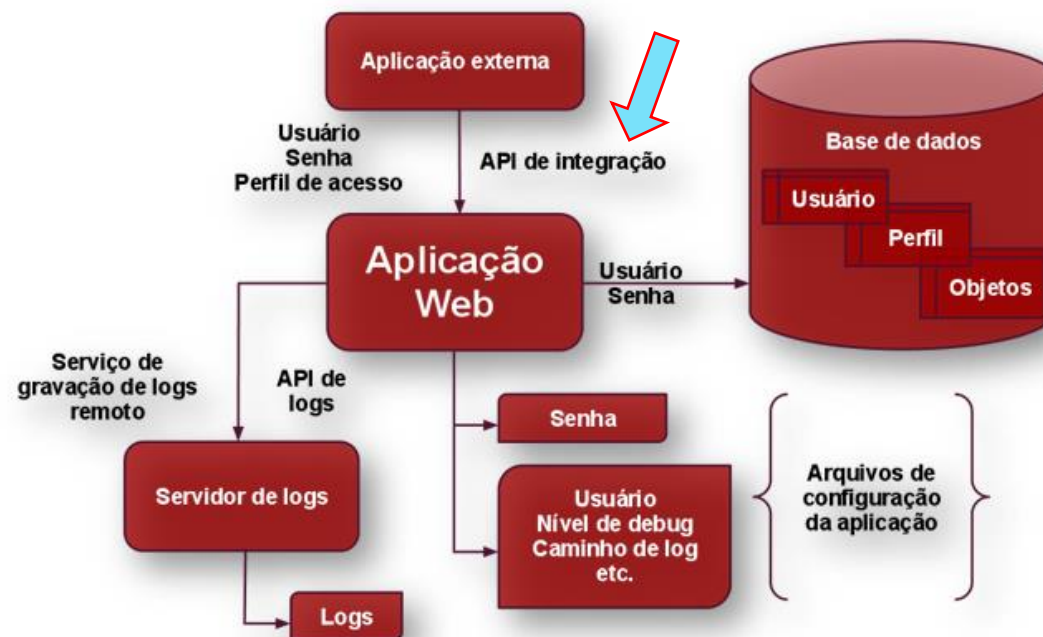 Aplicação externa
Usuário
Senha
Perfil de acesso
API de integração
Base de dados
Usuário
Perfil
Objetos
Aplicação
Web
Usuário
Senha
Serviço de
gravação de logs
remoto
API de
logs
Senha
Servidor de logs
Usuário
Nível de debug
Caminho de log
etc.
Arquivos de
configuração
da aplicação
Logs